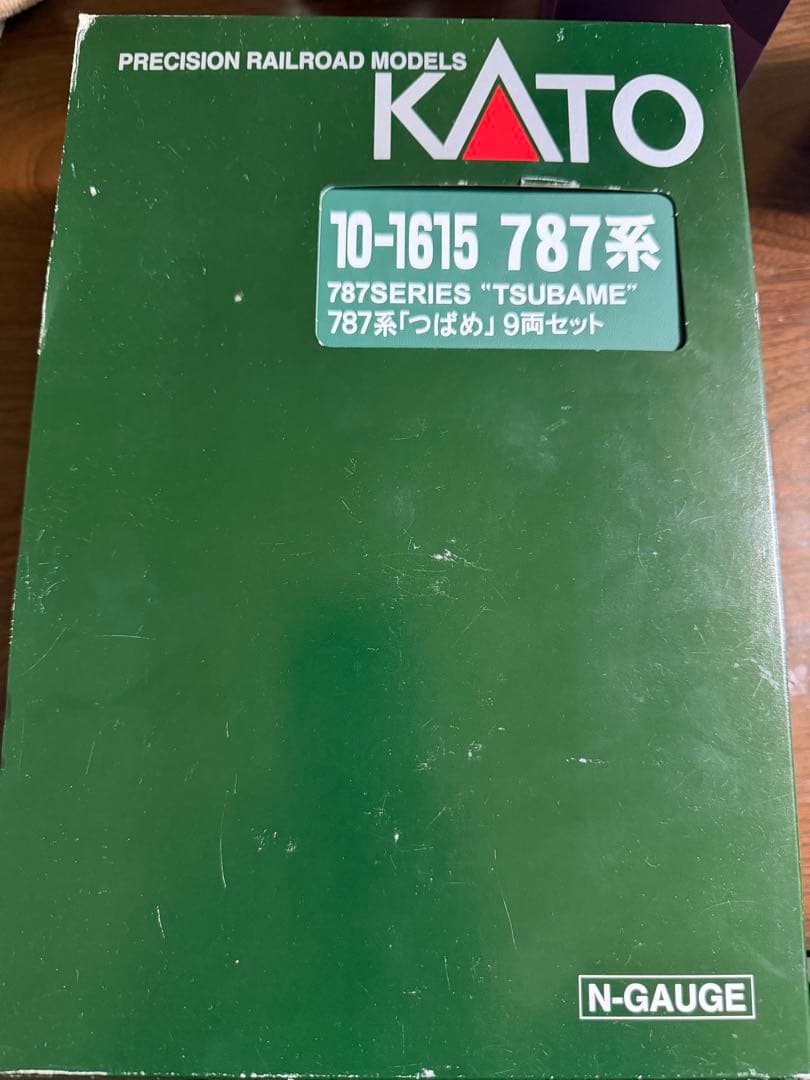 PRECISION RAILROAD MODELS
KATO
10-1615 787系
787SERIES "TSUBAME"
787系「つばめ」9両セット
N-GAUGE